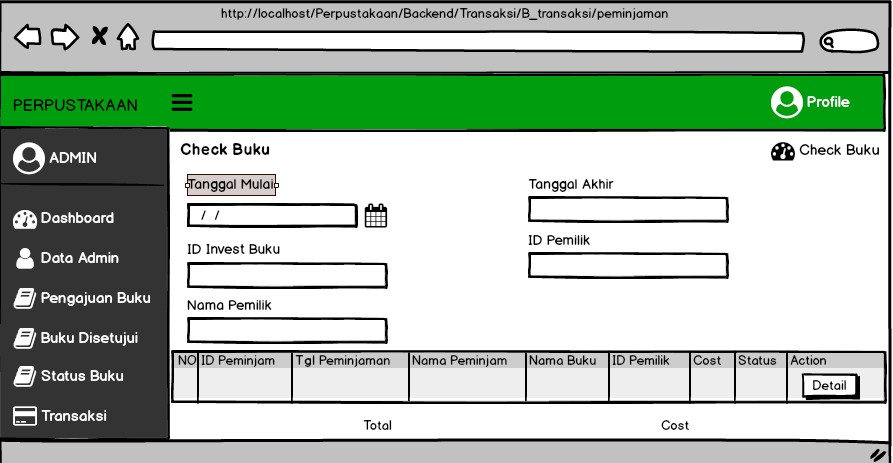 http://localhost/Perpustakaan/Backend/Transaksi/B_transaksi/peminjaman
PERPUSTAKAAN
Profile
ADMIN
Dashboard
Data Admin
Pengajuan Buku
Buku Disetujui
Status Buku
Transaksi
Check Buku
Check Buku
Tanggal Mulai
Tanggal Akhir
/ /
ID Invest Buku
ID Pemilik
Nama Pemilik
NO ID Peminjam Tgl Peminjaman Nama Peminjam Nama Buku ID Pemilik Cost Status Action
Detail
Total Cost